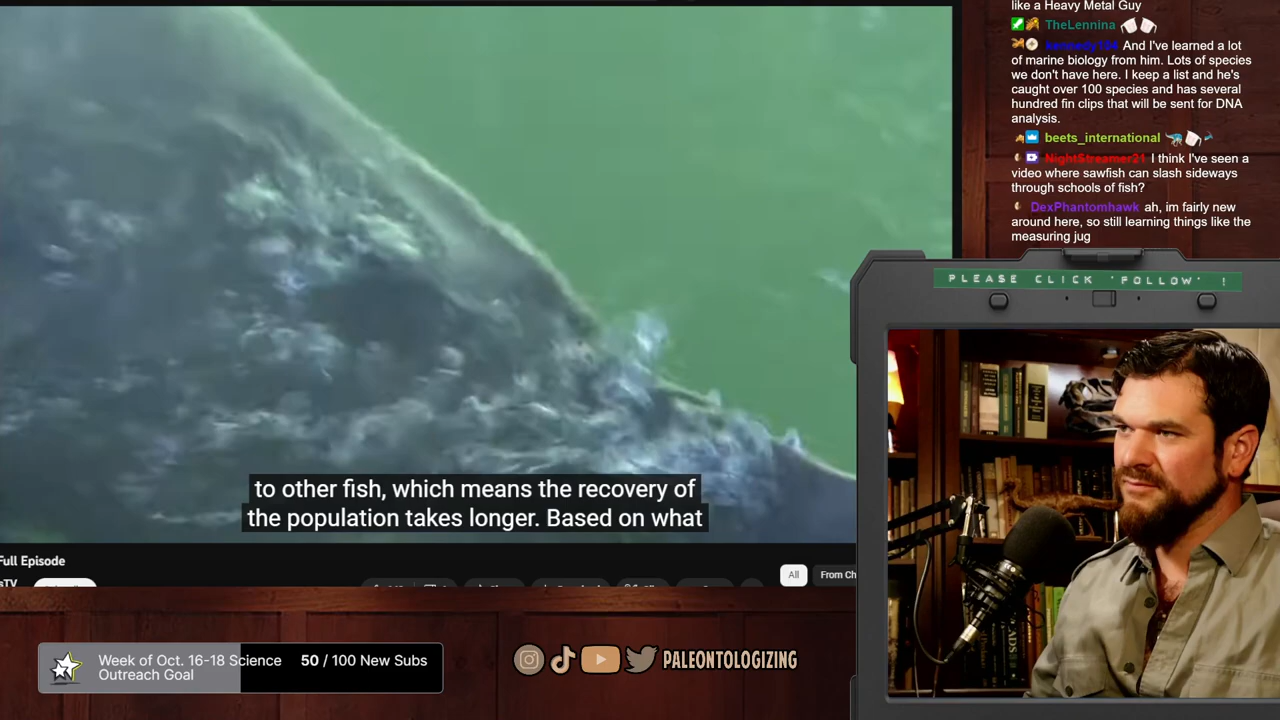 like a Heavy Metal Guy
TheLennina
kennedy104 And I've learned a lot
of marine biology from him. Lots of species
we don't have here. I keep a list and he's
caught over 100 species and has several
hundred fin clips that will be sent for DNA
analysis.
beets_international
NightStreamer21 I think I've seen a
video where sawfish can slash sideways
through schools of fish?
DexPhantomhawk ah, im fairly new
around here, so still learning things like the
measuring jug
PLEASE CLICK 'FOLLOW' !
to other fish, which means the recovery of
the population takes longer. Based on what
Full Episode
All
From Ch
Week of Oct. 16-18 Science
Outreach Goal
50 / 100 New Subs
PALEONTOLOGIZING